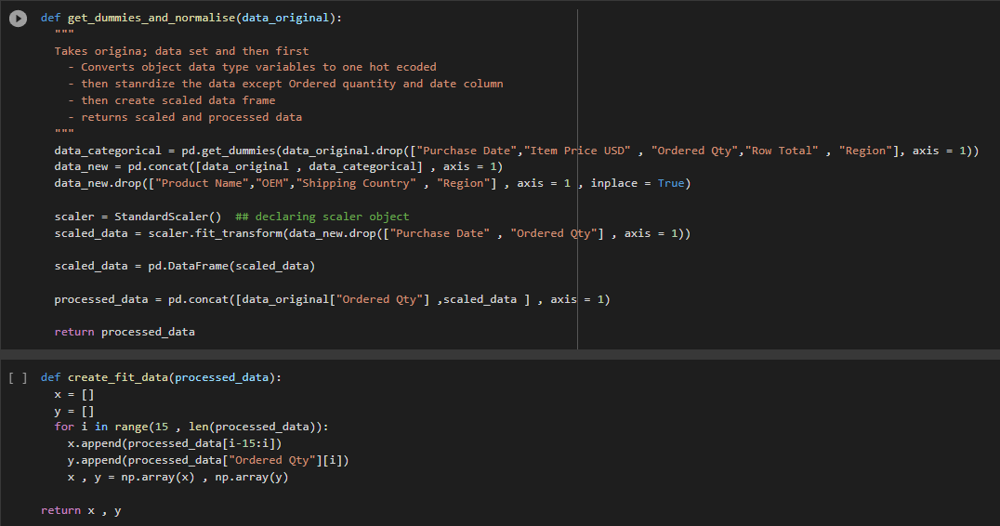 def get_dummies_and_normalise(data_original):
"""
Takes origina; data set and then first
- Converts object data type variables to one hot ecoded
- then stanrdize the data except Ordered quantity and date column
- then create scaled data frame
- returns scaled and processed data
"""
data_categorical = pd.get_dummies(data_original.drop(["Purchase Date","Item Price USD" , "Ordered Qty","Row Total" , "Region"], axis = 1))
data_new = pd.concat([data_original , data_categorical] , axis = 1)
data_new.drop(["Product Name","OEM","Shipping Country" , "Region"] , axis = 1 , inplace = True)
scaler = StandardScaler()  ## declaring scaler object
scaled_data = scaler.fit_transform(data_new.drop(["Purchase Date" , "Ordered Qty"] , axis = 1))
scaled_data = pd.DataFrame(scaled_data)
processed_data = pd.concat([data_original["Ordered Qty"] ,scaled_data ] , axis = 1)
return processed_data
[ ] def create_fit_data(processed_data):
x = []
y = []
for i in range(15 , len(processed_data)):
x.append(processed_data[i-15:i])
y.append(processed_data["Ordered Qty"][i])
x , y = np.array(x) , np.array(y)
return x , y